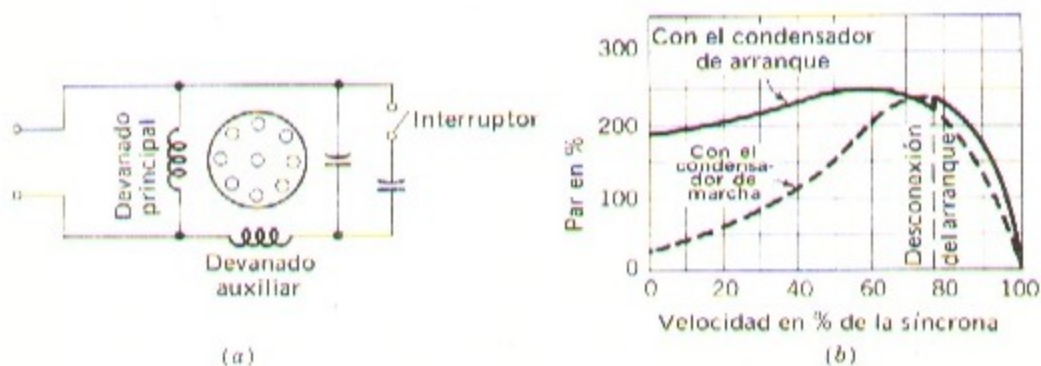 Devanado
principal
Interruptor
Devanado
auxiliar
(a)
Par en %
300
200
100
0
Con el condensador
de arranque
Con el
condensa-
dor de
marcha
Desconoxión
del arranque
0 20 40 60 80 100
Velocidad en % de la síncrona
(b)